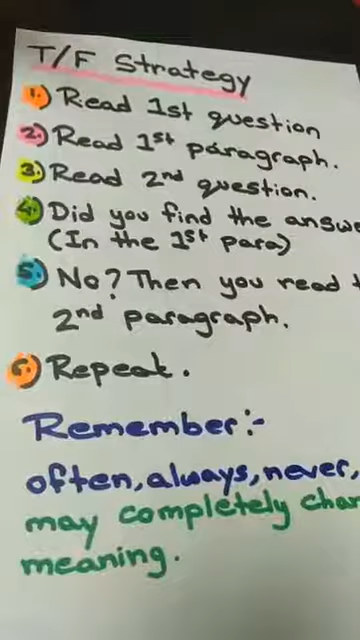 T/F Strategy
1.) Read 1st question
2.) Read 1st paragraph.
3.) Read 2nd question.
4.) Did you find the
(In the 1st para)
5.) No? Then you read
2nd paragraph.
6.) Repeat.
Remember:-
often, always, never,
may completely
meaning.